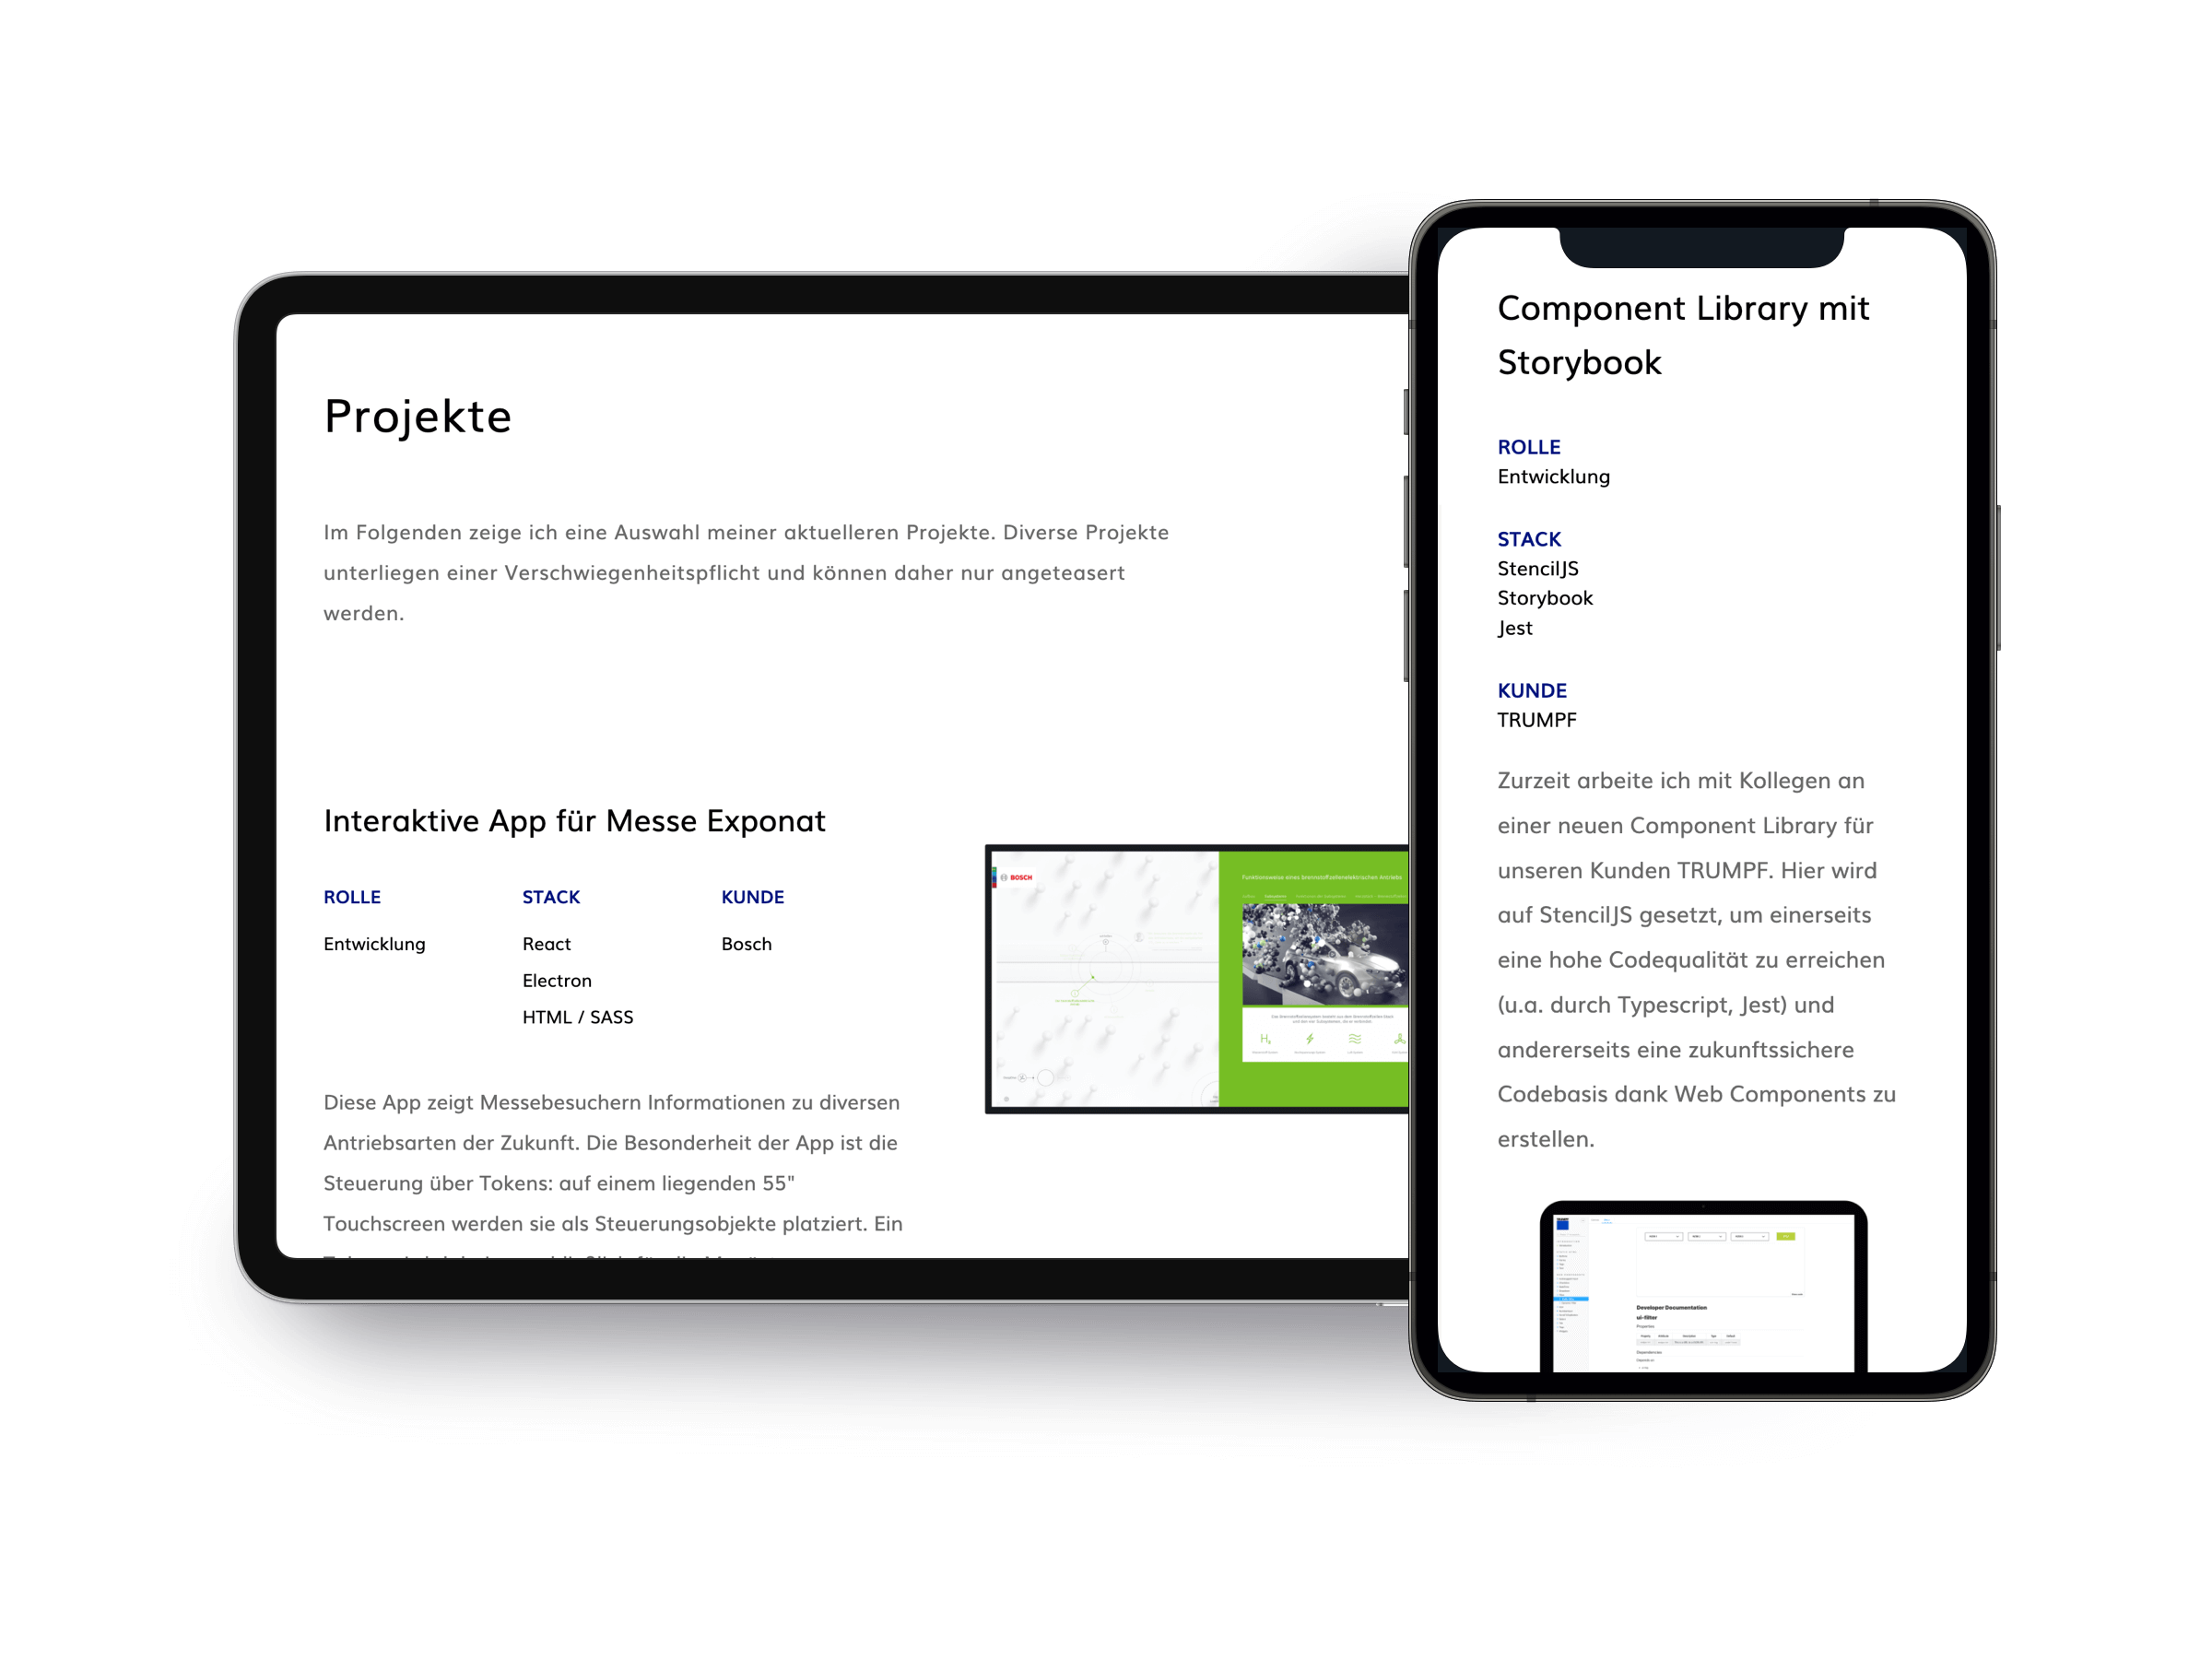 Projekte
Im Folgenden zeige ich eine Auswahl meiner aktuelleren Projekte. Diverse Projekte
unterliegen einer Verschwiegenheitspflicht und können daher nur angeteasert
werden.
Interaktive App für Messe Exponat
ROLLE
Entwicklung
STACK
React
Electron
HTML / SASS
KUNDE
Bosch
Diese App zeigt Messebesuchern Informationen zu diversen
Antriebsarten der Zukunft. Die Besonderheit der App ist die
Steuerung über Tokens: auf einem liegenden 55"
Touchscreen werden sie als Steuerungsobjekte platziert. Ein
BOSCH
Funktionsweise eines brennstoffzellenelektrischen Antriebs
Component Library mit
Storybook
ROLLE
Entwicklung
STACK
StencilJS
Storybook
Jest
KUNDE
TRUMPF
Zurzeit arbeite ich mit Kollegen an
einer neuen Component Library für
unseren Kunden TRUMPF. Hier wird
auf StencilJS gesetzt, um einerseits
eine hohe Codequalität zu erreichen
(u.a. durch Typescript, Jest) und
andererseits eine zukunftssichere
Codebasis dank Web Components zu
erstellen.
Developer Documentation
ui-filter
Properties
Dependencies